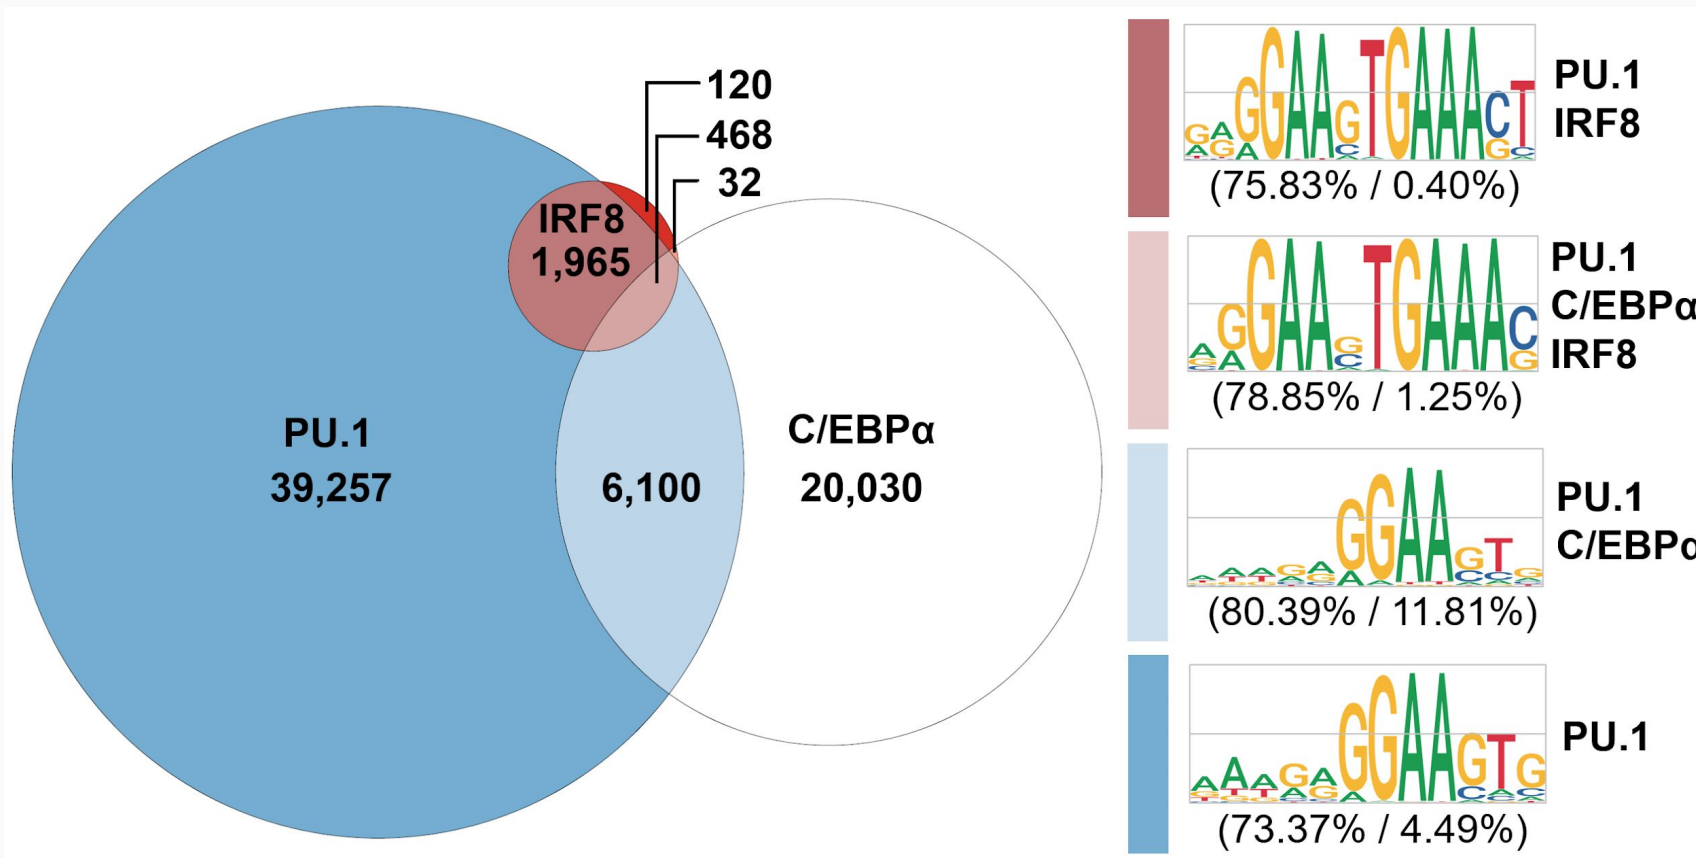 120
468
32
IRF8
1,965
PU.1
39,257
6,100
C/EBPα
20,030
PU.1
IRF8
(75.83% / 0.40%)
PU.1
C/EBPα
IRF8
(78.85% / 1.25%)
PU.1
C/EBPα
(80.39% / 11.81%)
PU.1
(73.37% / 4.49%)